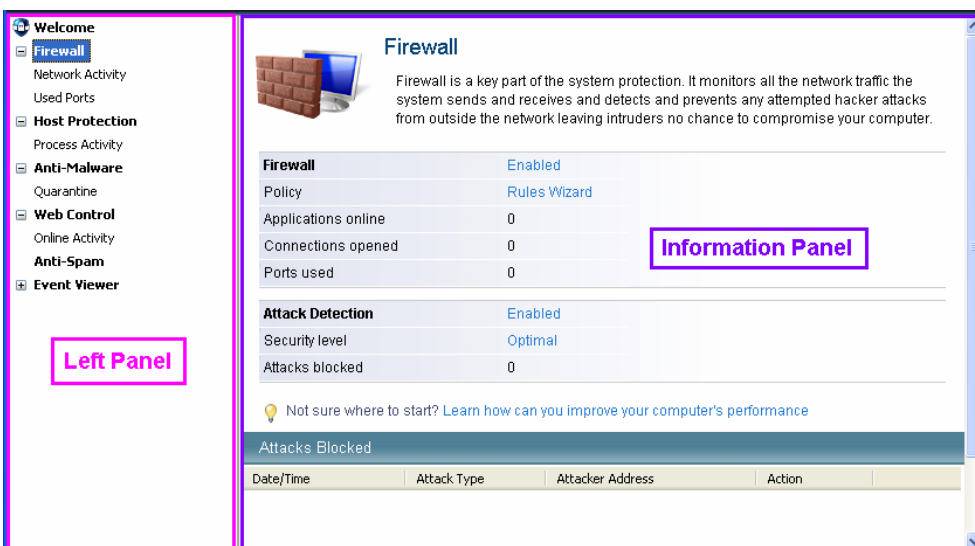 Welcome
Firewall
Network Activity
Used Ports
Host Protection
Process Activity
Anti-Malware
Quarantine
Web Control
Online Activity
Anti-Spam
Event Viewer
Left Panel
Firewall
Firewall is a key part of the system protection. It monitors all the network traffic the
system sends and receives and detects and prevents any attempted hacker attacks
from outside the network leaving intruders no chance to compromise your computer.
Firewall Enabled
Policy Rules Wizard
Applications online 0
Connections opened 0
Ports used 0
Information Panel
Attack Detection Enabled
Security level Optimal
Attacks blocked 0
Not sure where to start? Learn how can you improve your computer's performance
Attacks Blocked
Date/Time Attack Type Attacker Address Action